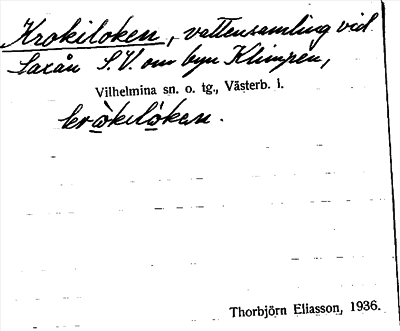 Krokiloken, vattensamling vid
Saxån S.V. om byn Klimpen,
Vilhelmina sn. o. tg., Västerb. l.
kròkilòken.
Thorbjörn Eliasson, 1936.